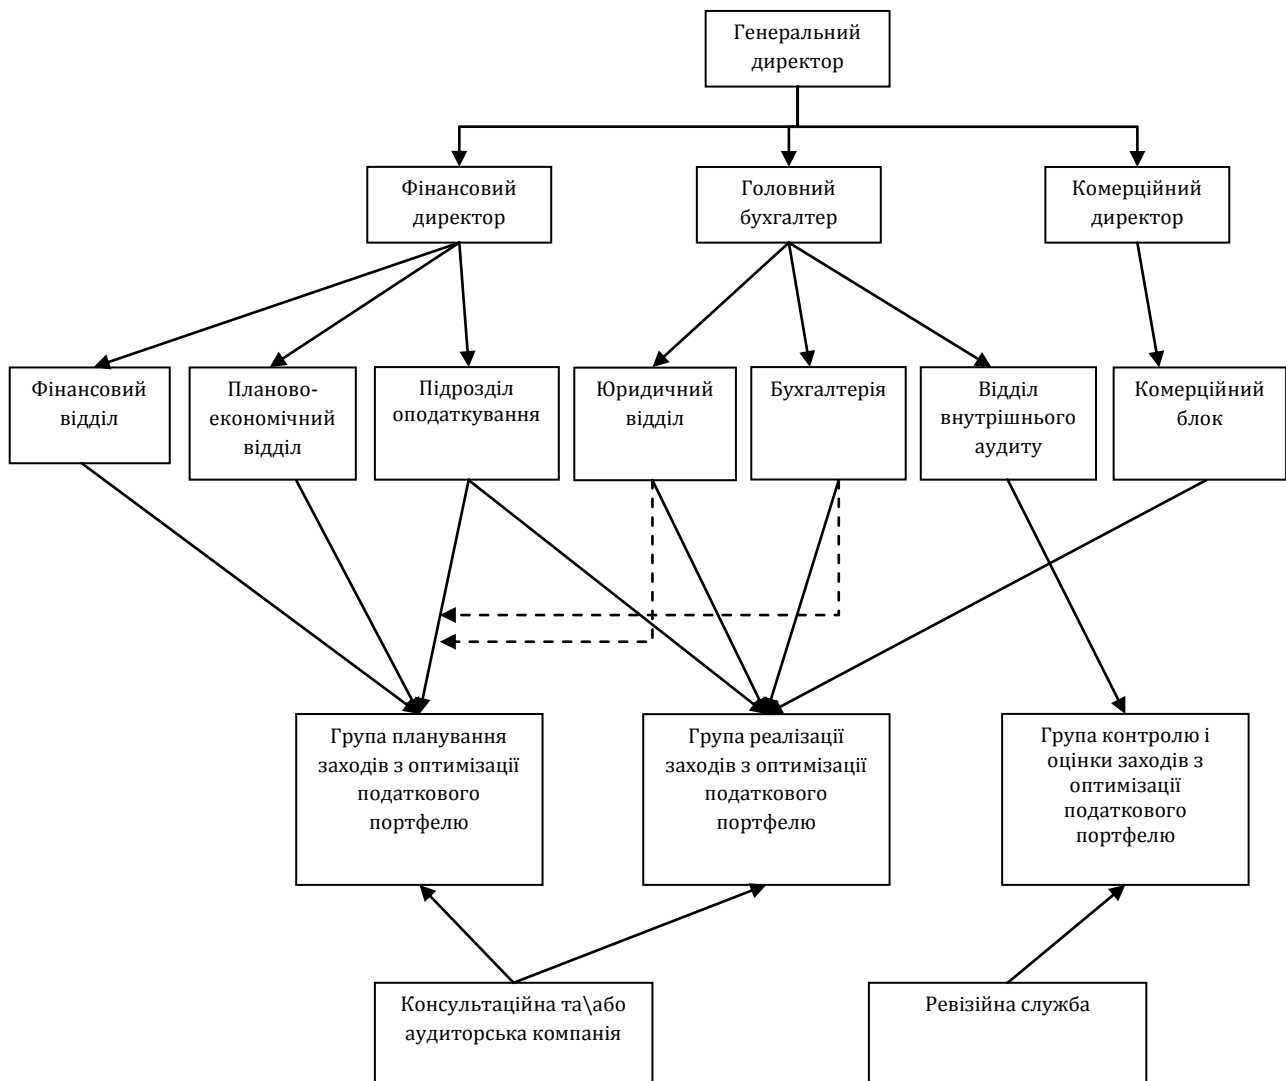 Генеральний
директор
Фінансовий
директор
Головний
бухгалтер
Комерційний
директор
Фінансовий
відділ
Планово-
економічний
відділ
Підрозділ
оподаткування
Юридичний
відділ
Бухгалтерія
Відділ
внутрішнього
аудиту
Комерційний
блок
Група планування
заходів з оптимізації
податкового
портфелю
Група реалізації
заходів з оптимізації
податкового
портфелю
Група контролю і
оцінки заходів з
оптимізації
податкового
портфелю
Консультаційна та\або
аудиторська компанія
Ревізійна служба